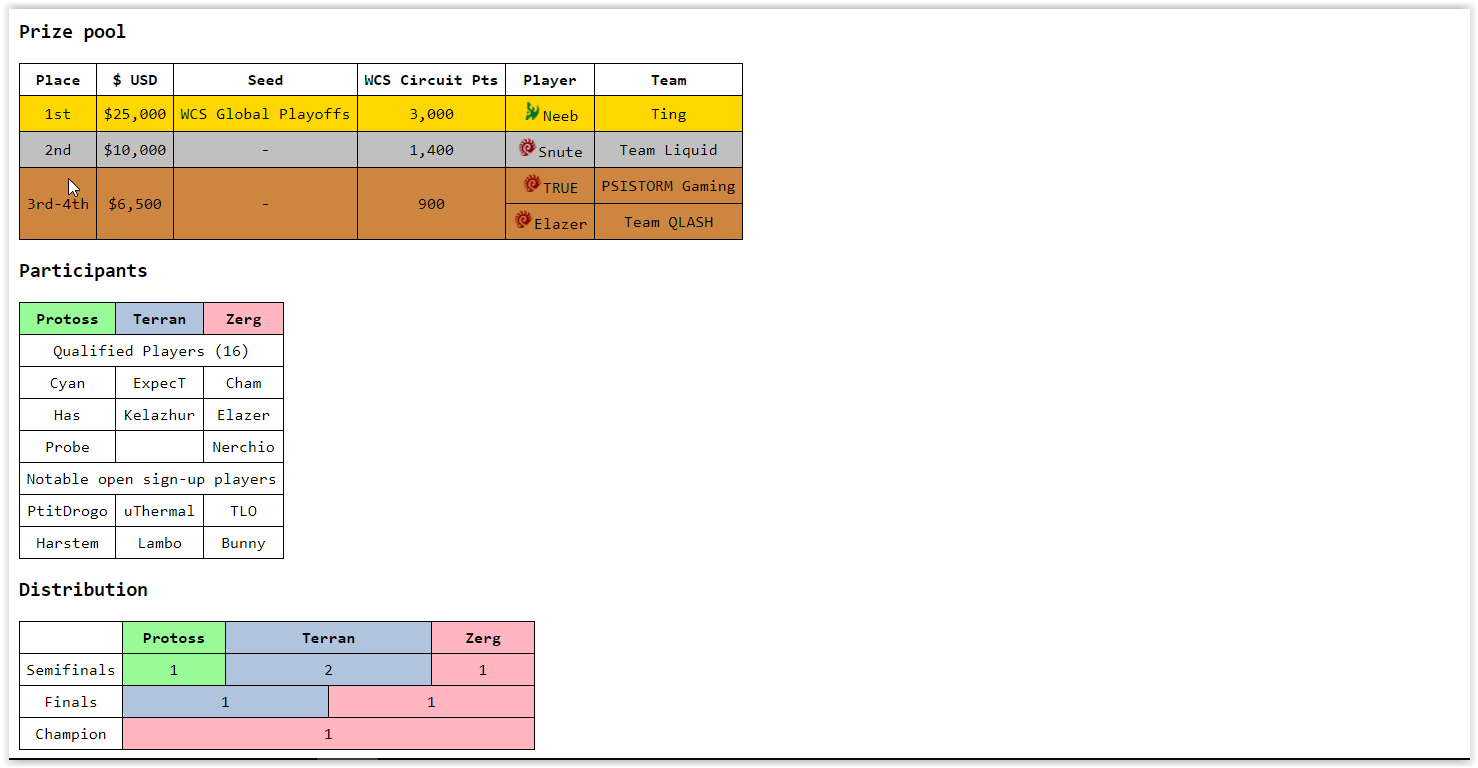 Prize pool
Place $ USD Seed WCS Circuit Pts Player Team
1st $25,000 WCS Global Playoffs 3,000 Neeb Ting
2nd $10,000 - 1,400 Snute Team Liquid
3rd-4th $6,500 - 900 TRUE PSISTORM Gaming
Elazer Team QLASH
Participants
Protoss Terran Zerg
Qualified Players (16)
Cyan ExpecT Cham
Has Kelazhur Elazer
Probe Nerchio
Notable open sign-up players
PtitDrogo uThermal TLO
Harstem Lambo Bunny
Distribution
Protoss Terran Zerg
Semifinals 1 2 1
Finals 1 1
Champion 1